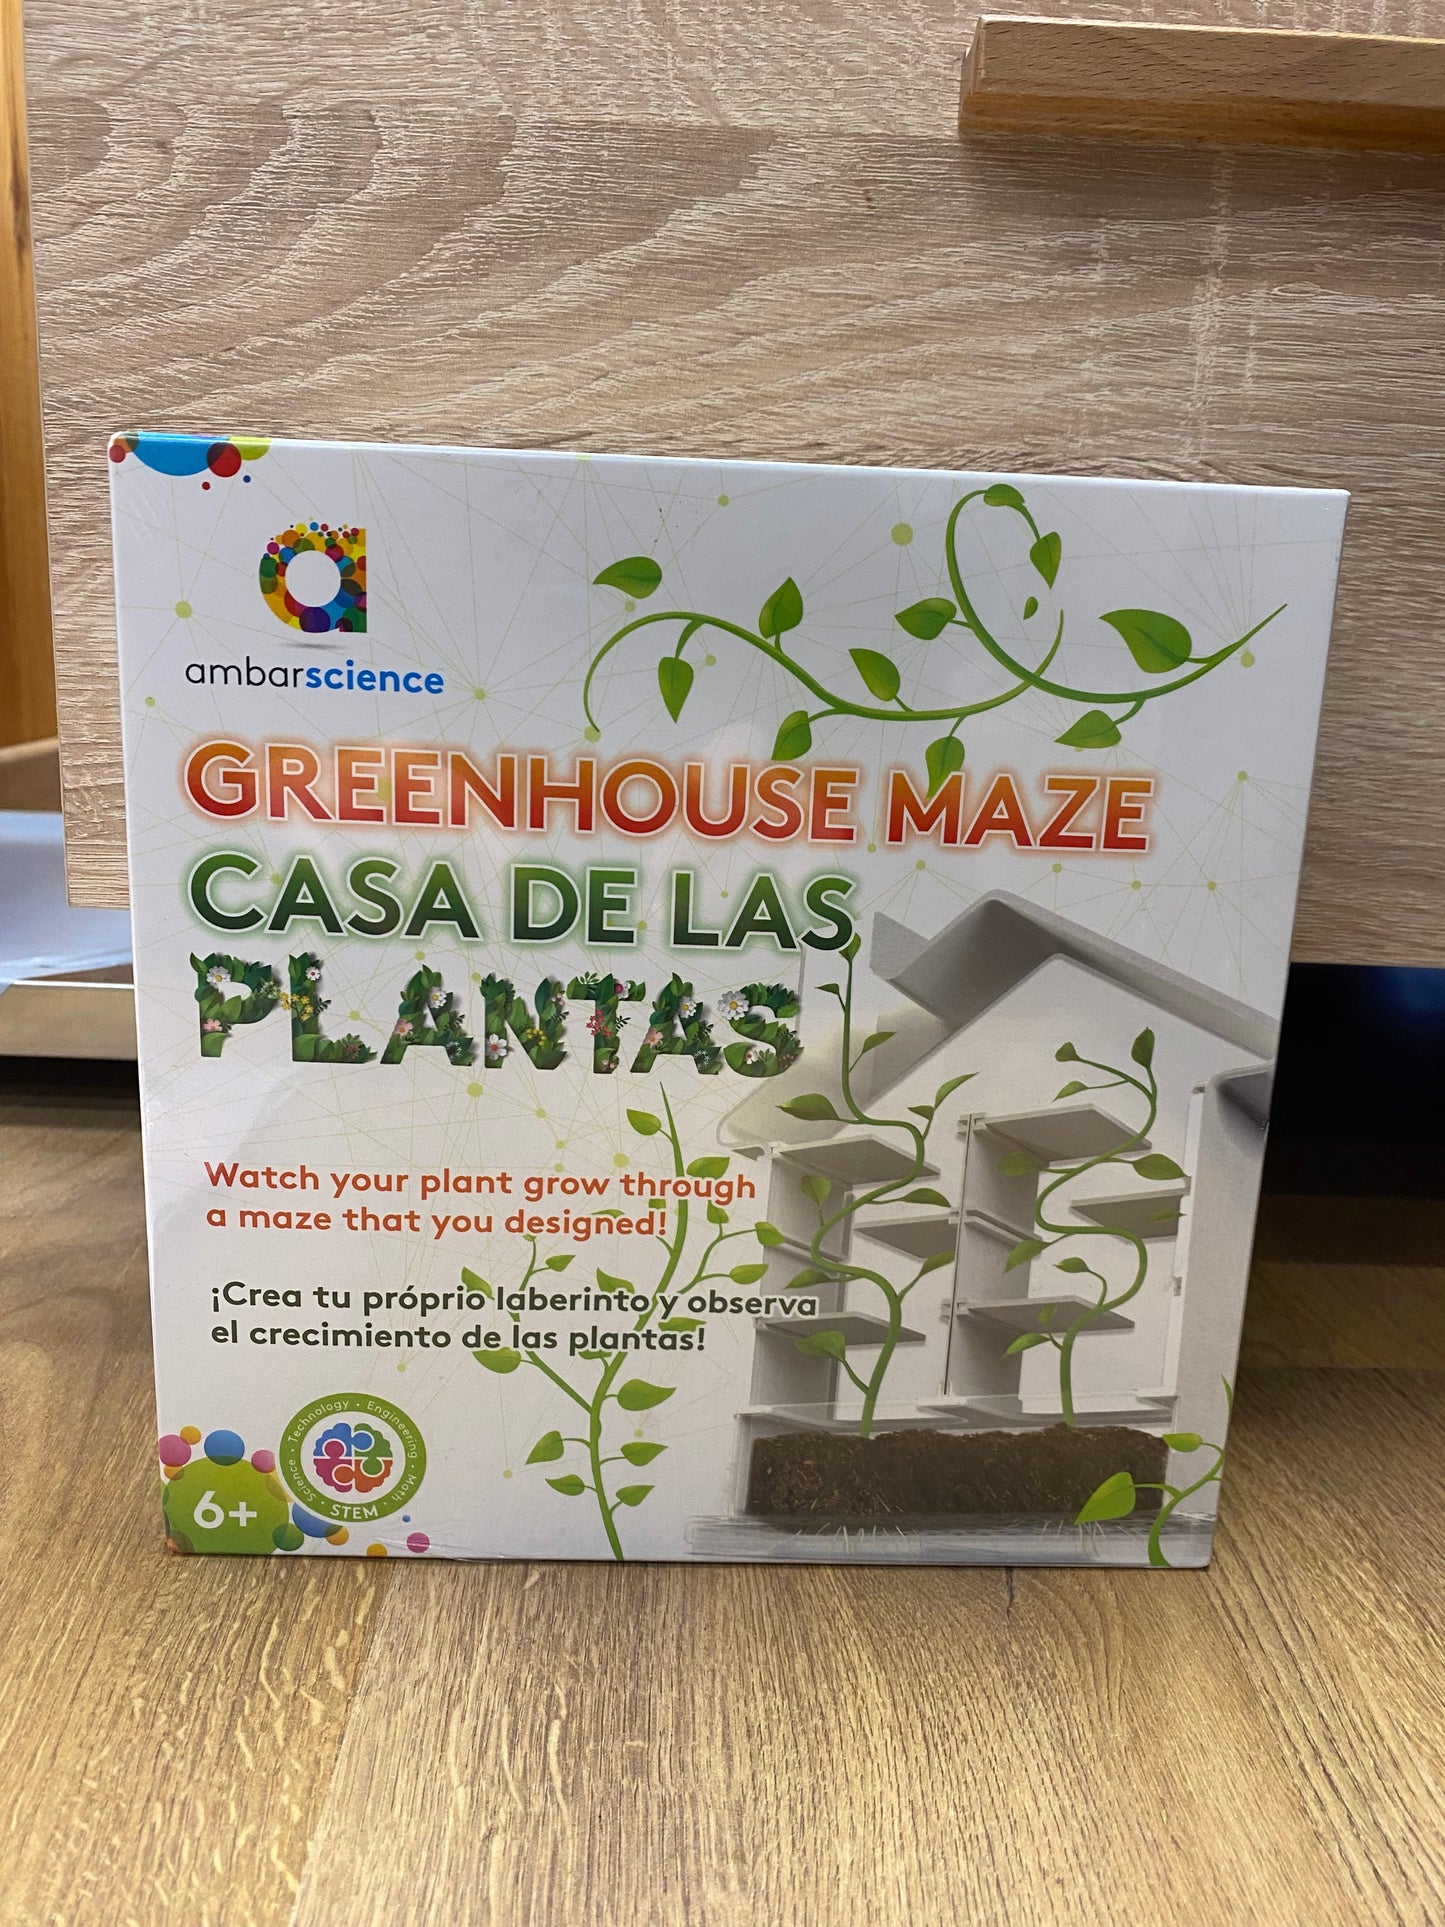 ambarscience
GREENHOUSE MAZE
CASA DE LAS
PLANTAS
Watch your plant grow through
a maze that you designed!
¡Crea tu próprio laberinto y observa
el crecimiento de las plantas!
6+
Science · Technology · Engineering · Math ·
STEM